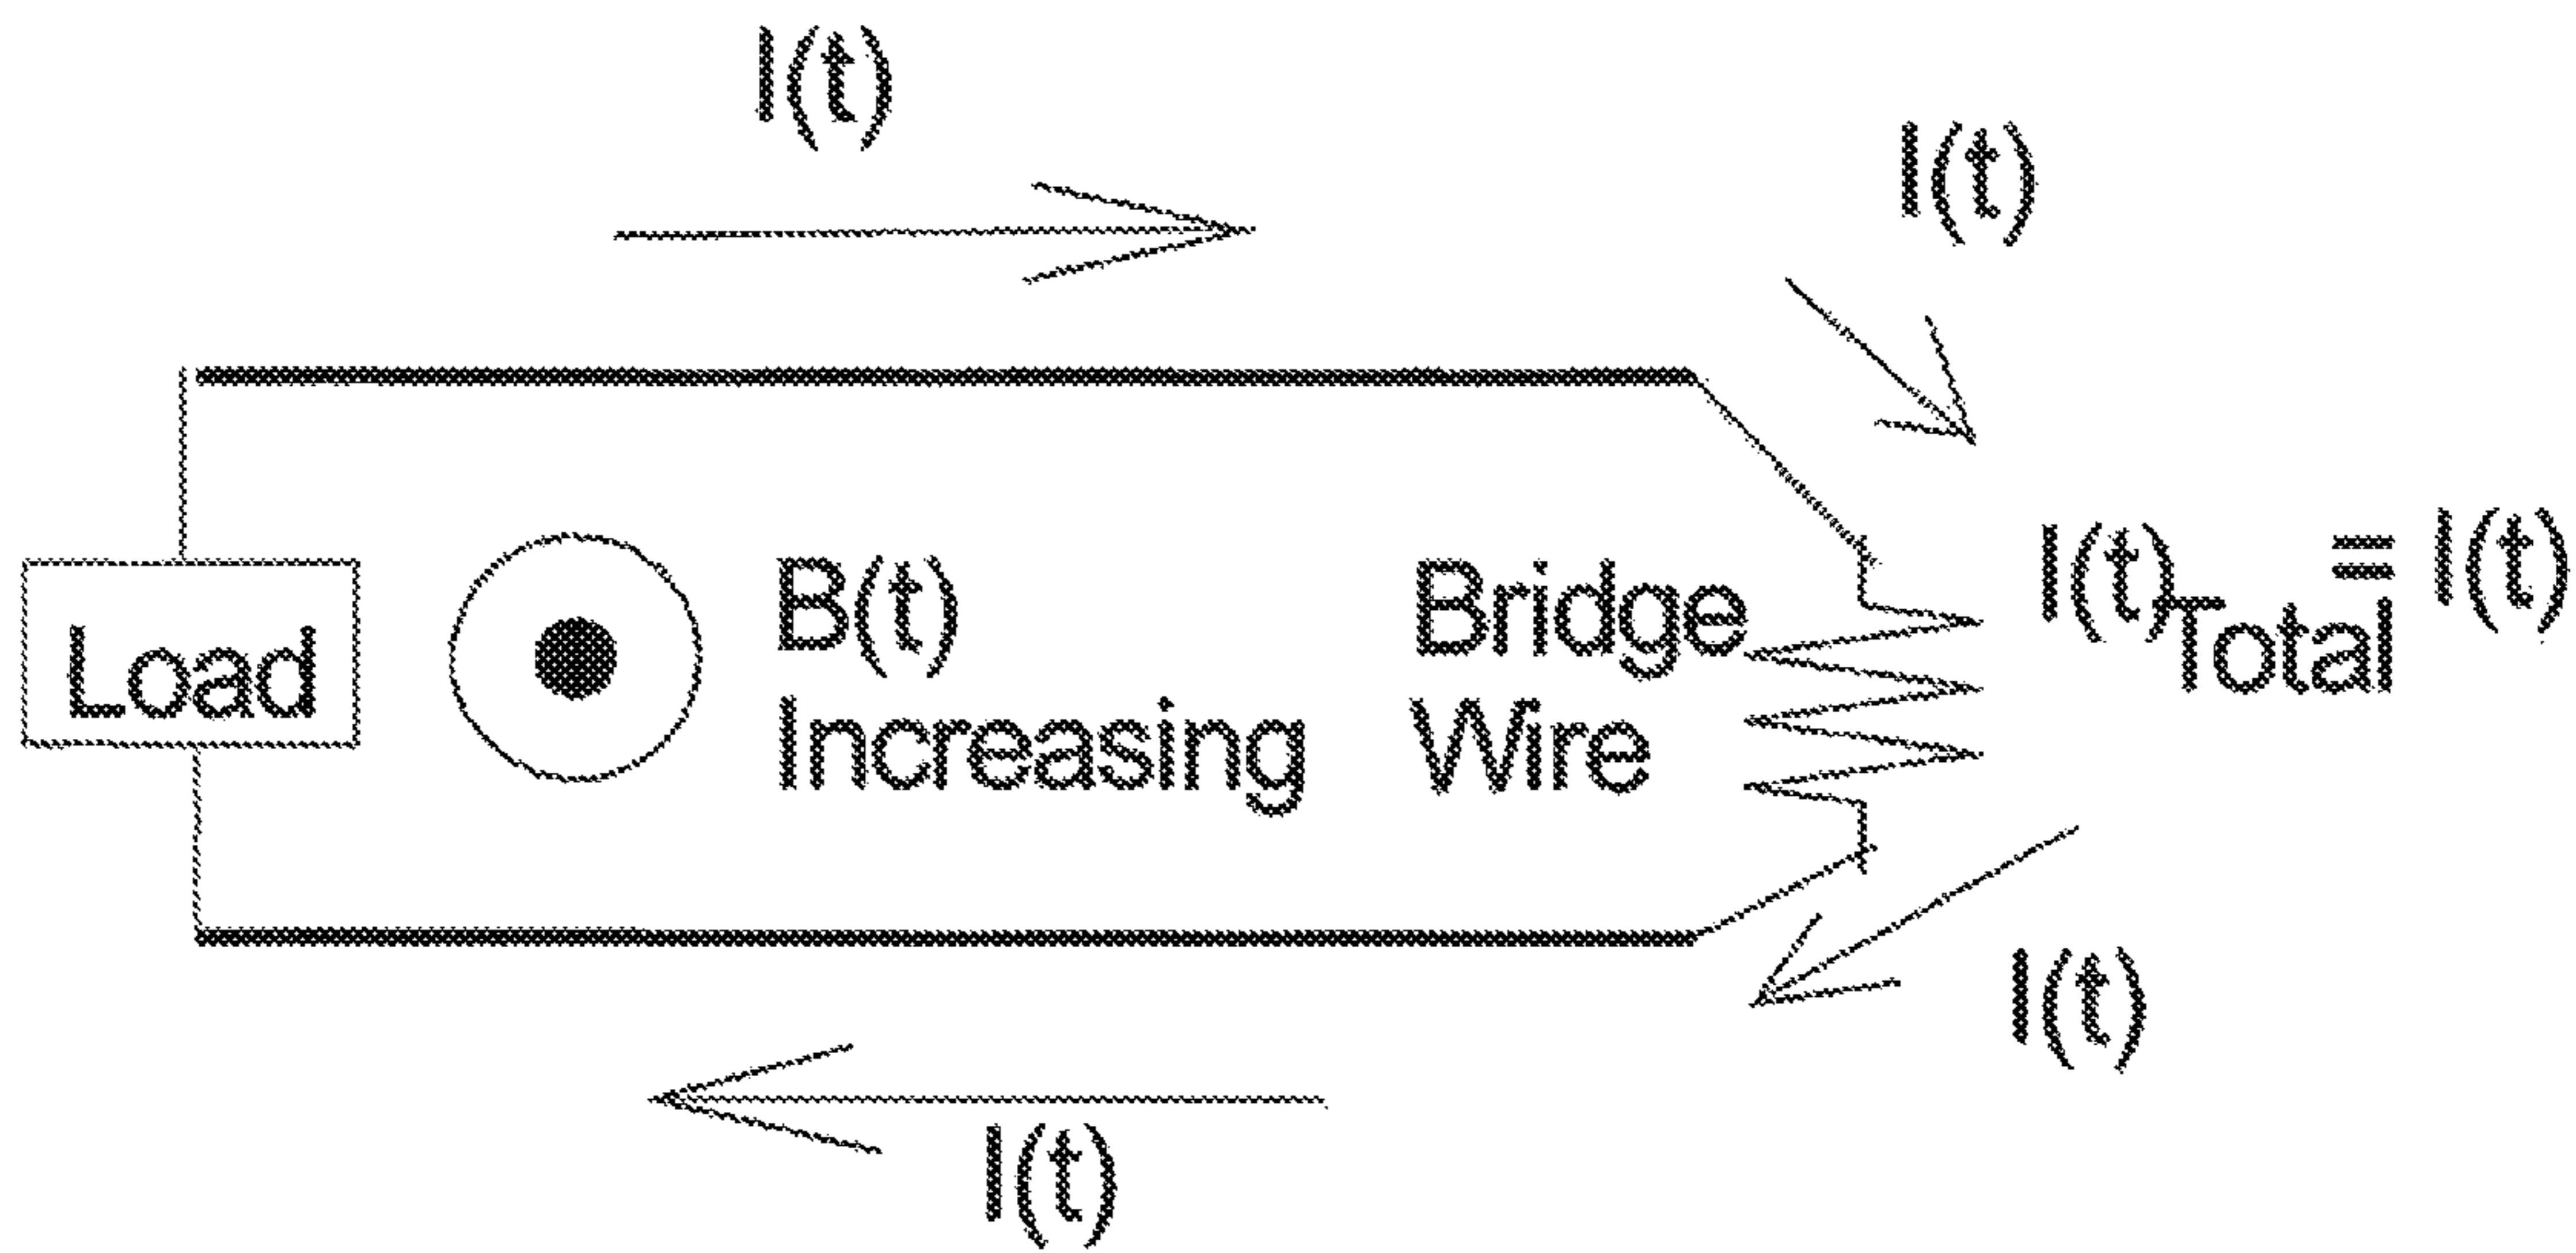 I(t)
I(t)
I(t)Total = I(t)
Load
B(t)
Increasing
Bridge
Wire
I(t)
I(t)